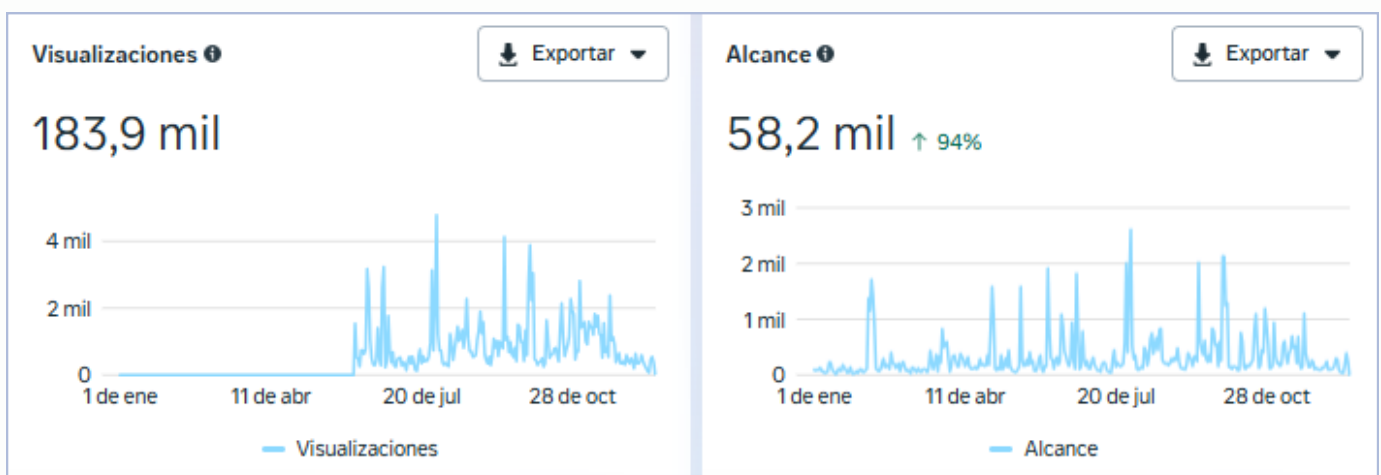 Visualizaciones
Exportar
183,9 mil
4 mil
2 mil
0
1 de ene
11 de abr
20 de jul
28 de oct
Visualizaciones
Alcance
Exportar
58,2 mil ↑ 94%
3 mil
2 mil
1 mil
0
1 de ene
11 de abr
20 de jul
28 de oct
Alcance